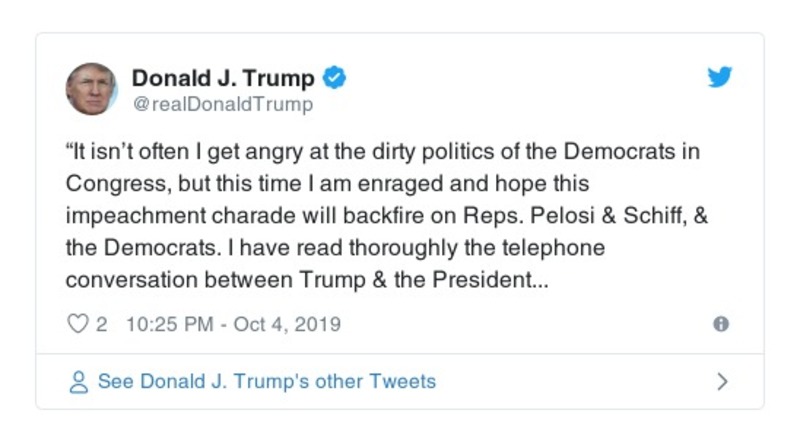 Donald J. Trump
@realDonaldTrump
“It isn’t often I get angry at the dirty politics of the Democrats in
Congress, but this time I am enraged and hope this
impeachment charade will backfire on Reps. Pelosi & Schiff, &
the Democrats. I have read thoroughly the telephone
conversation between Trump & the President...
2 10:25 PM - Oct 4, 2019
See Donald J. Trump's other Tweets